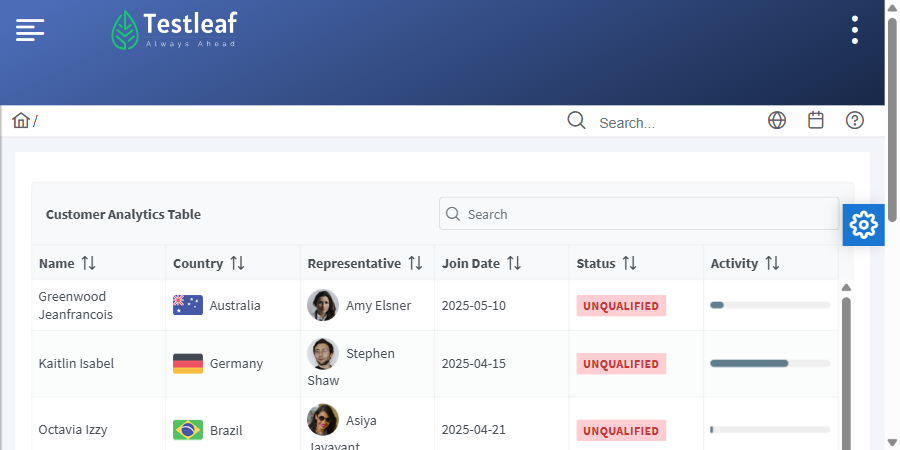 Testleaf
Always Ahead
/
Search...
Customer Analytics Table
Search
Name Country Representative Join Date Status Activity
Greenwood
Jeanfrancois
Australia
Amy Elsner
2025-05-10
UNQUALIFIED
Kaitlin Isabel
Germany
Stephen
Shaw
2025-04-15
UNQUALIFIED
Octavia Izzy
Brazil
Asiya
Javayant
2025-04-21
UNQUALIFIED